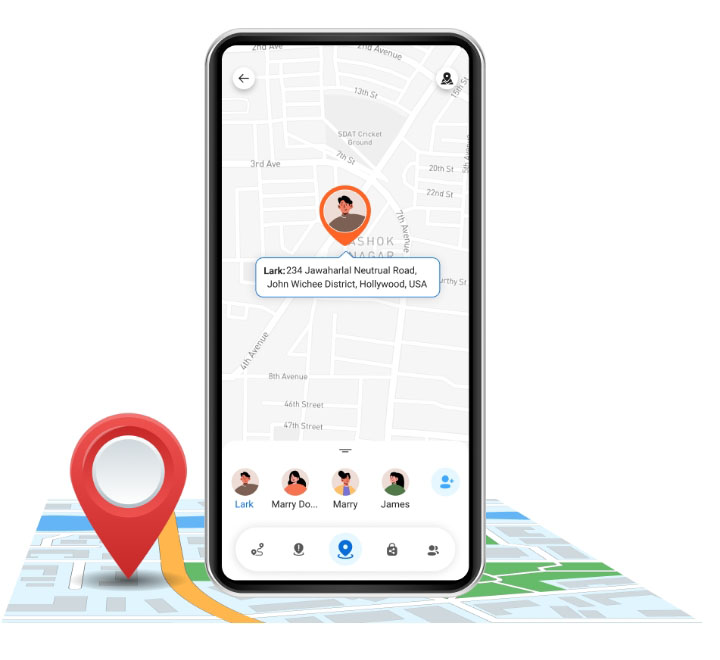 2nd Ave
2nd Avenue
13th St
15th St
SDAT Cricket
Ground
7th St
3rd Ave
20th St
22nd St
7th Avenue
ASHOK
NAGAR
Lark: 234 Jawaharlal Neutrual Road,
John Wichee District, Hollywood, USA
4th Avenue
8th Avenue
46th Street
47th Street
Lark
Marry Do...
Marry
James